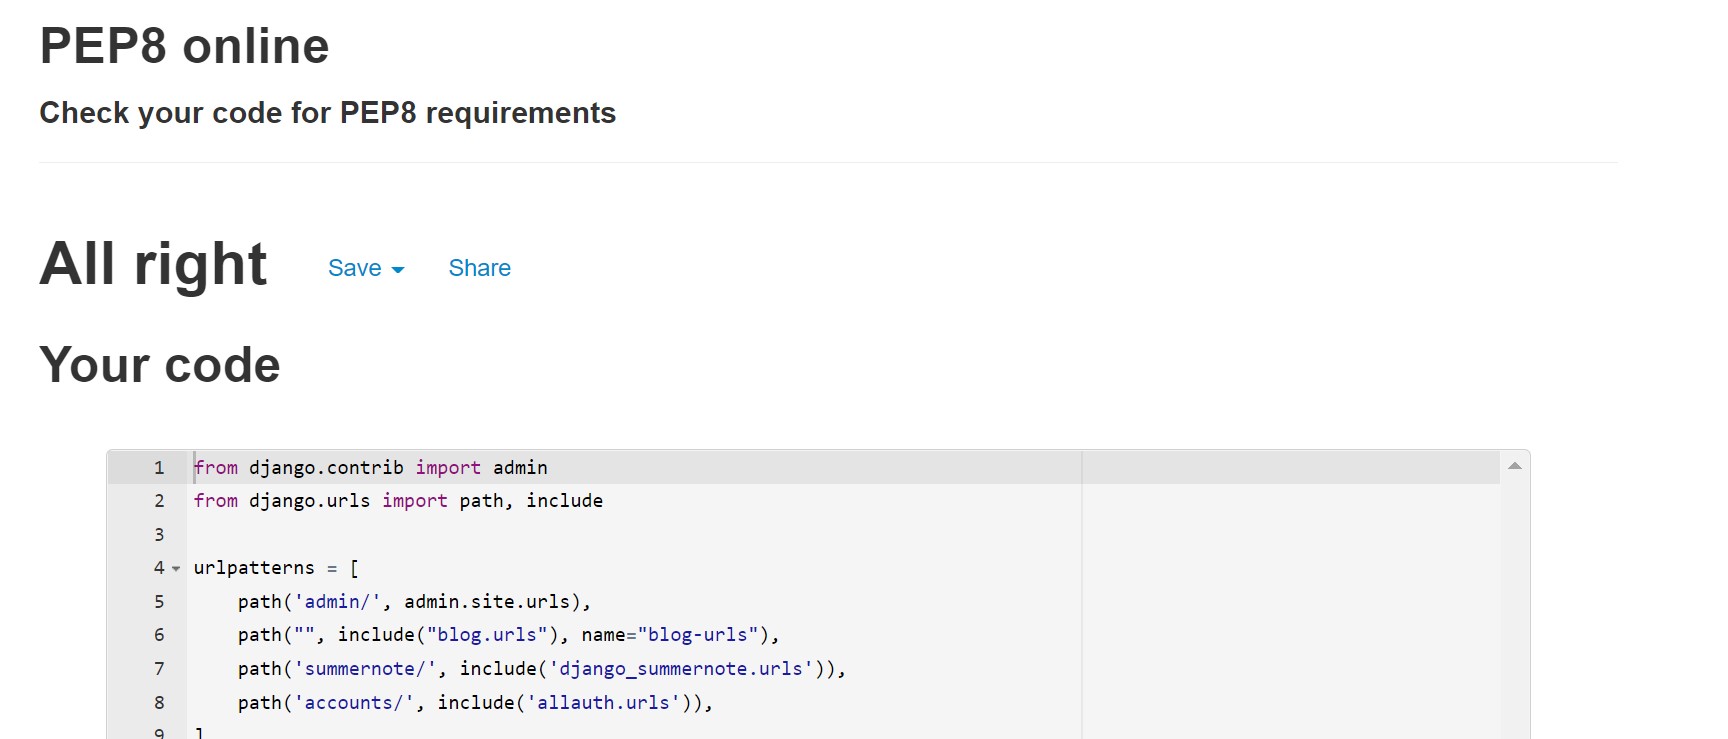 PEP8 online
Check your code for PEP8 requirements
All right Save Share
Your code
1 from django.contrib import admin
2 from django.urls import path, include
3
4 urlpatterns = [
5     path('admin/', admin.site.urls),
6     path("", include("blog.urls"), name="blog-urls"),
7     path('summernote/', include('django_summernote.urls')),
8     path('accounts/', include('allauth.urls')),
9 ]